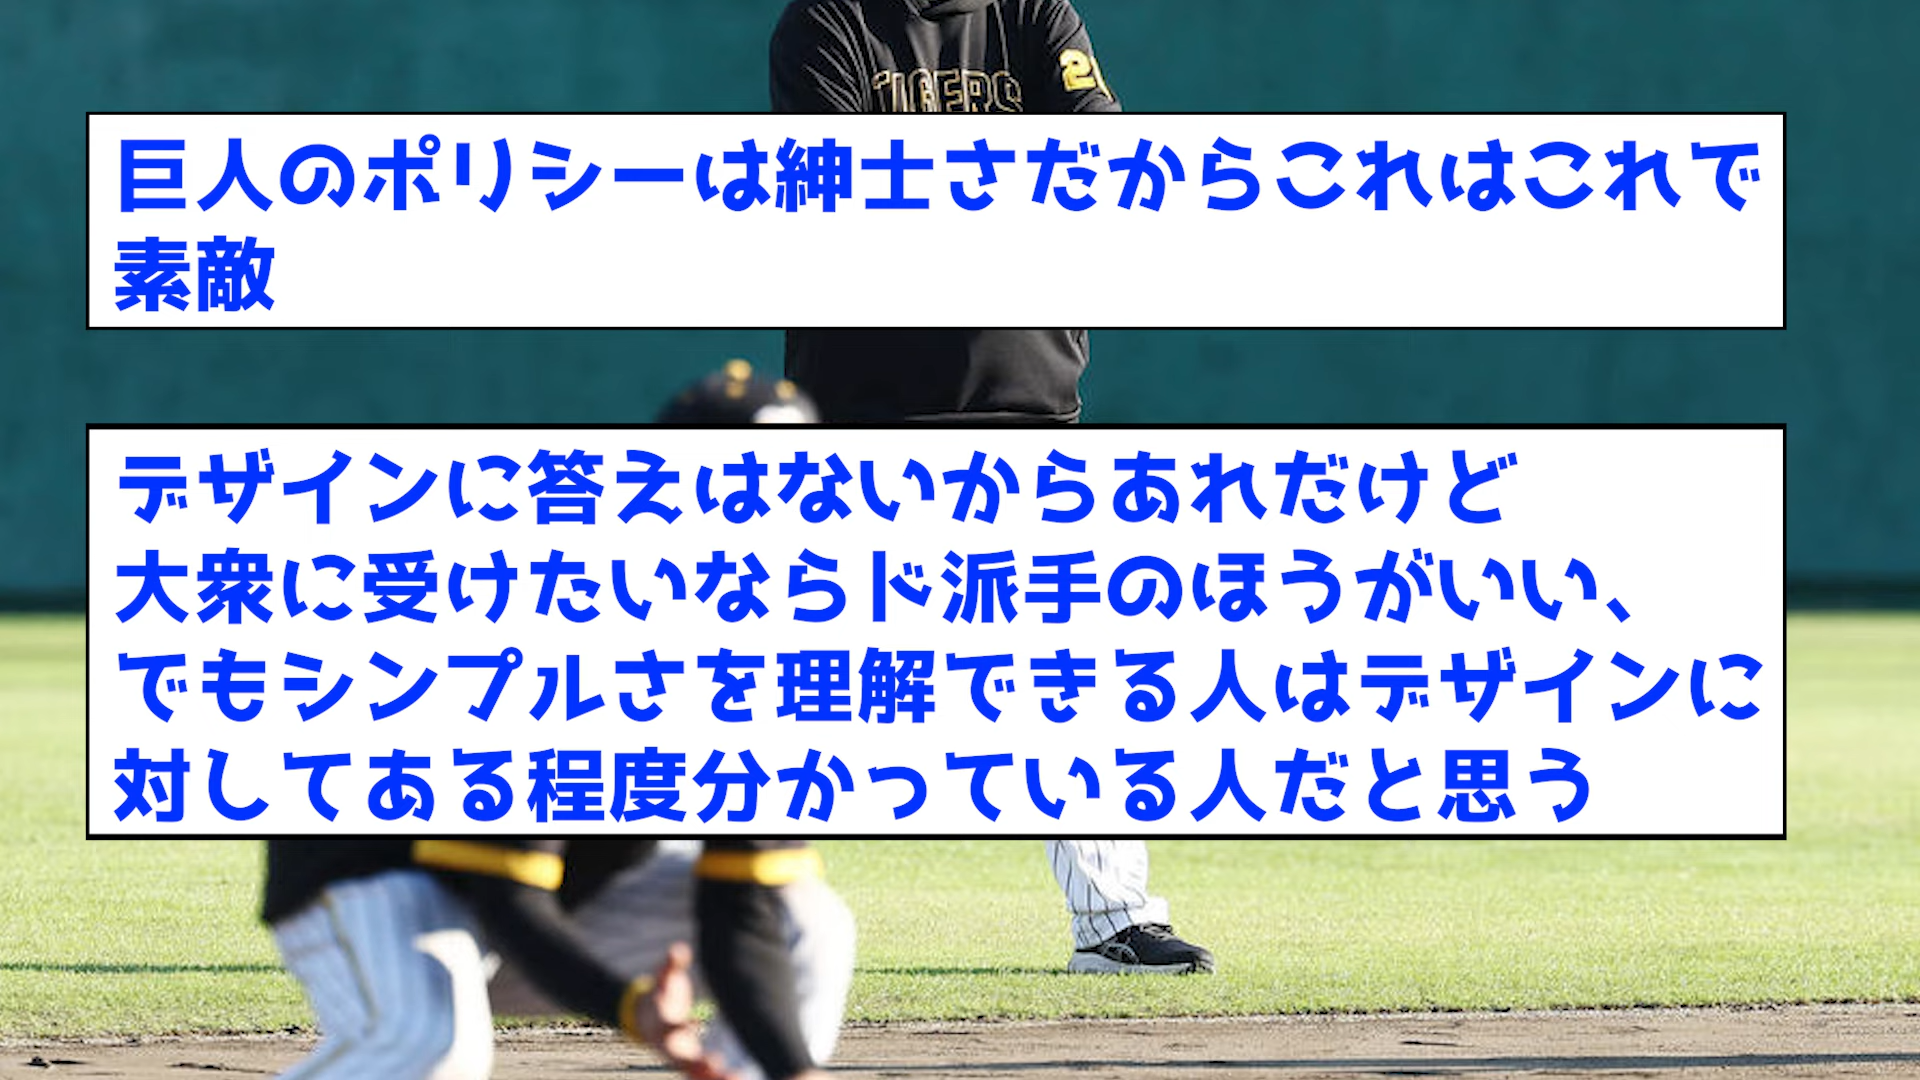 TIGERS
巨人のポリシーは紳士さだからこれはこれで
素敵
デザインに答えはないからあれだけど
大衆に受けたいならド派手のほうがいい、
でもシンプルさを理解できる人はデザインに
対してある程度分かっている人だと思う